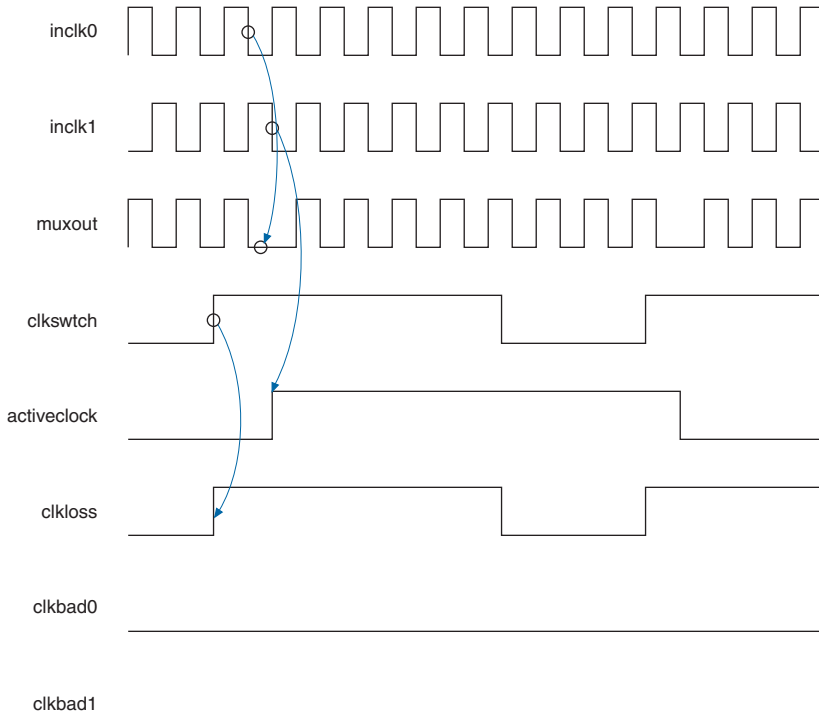 inclk0
inclk1
muxout
clkswtch
activeclock
clkloss
clkbad0
clkbad1